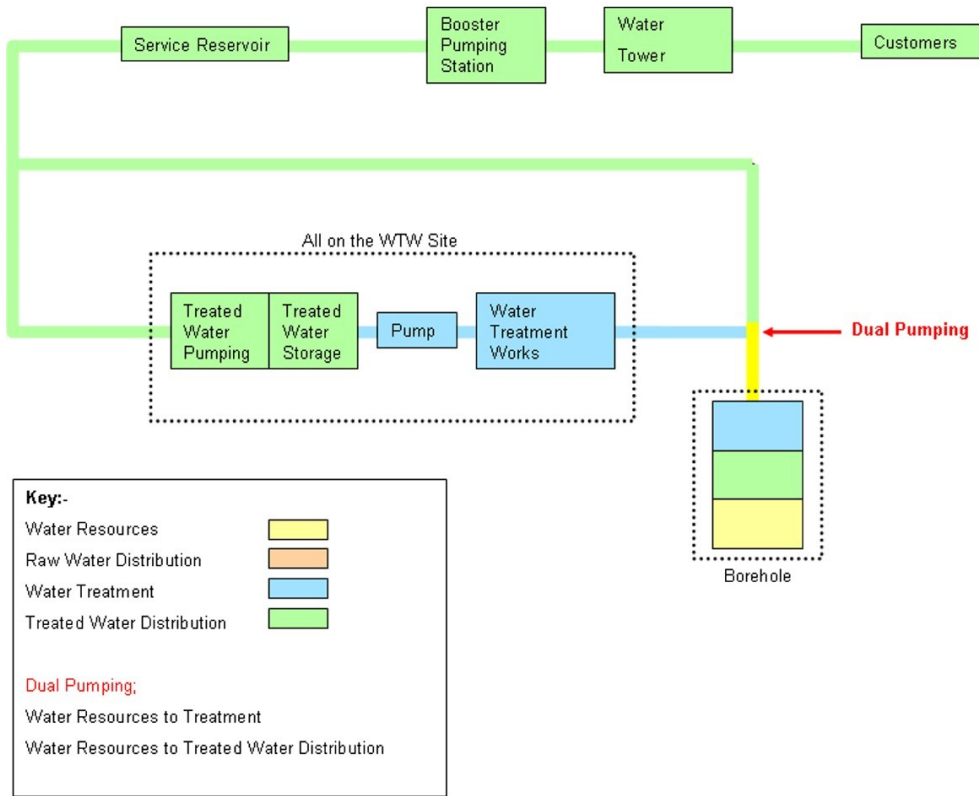 Service Reservoir
Booster
Pumping
Station
Water
Tower
Customers
All on the WTW Site
Treated
Water
Pumping
Treated
Water
Storage
Pump
Water
Treatment
Works
Dual Pumping
Borehole
Key:-
Water Resources
Raw Water Distribution
Water Treatment
Treated Water Distribution
Dual Pumping;
Water Resources to Treatment
Water Resources to Treated Water Distribution